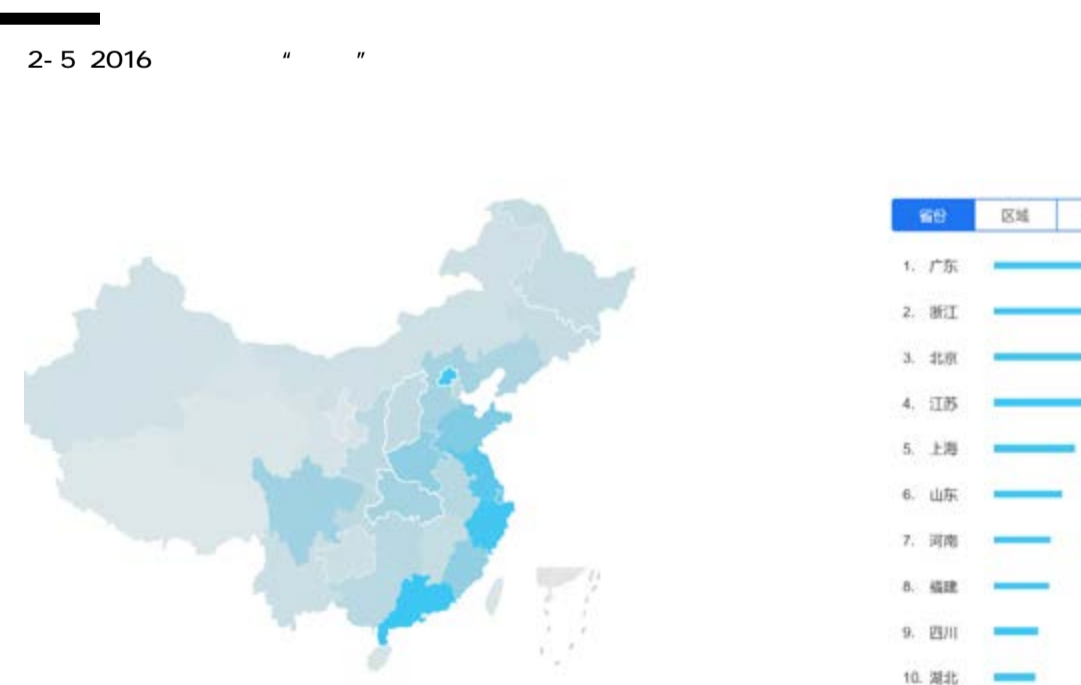 2-5 2016 “ ”
省份 区域
1. 广东
2. 浙江
3. 北京
4. 江苏
5. 上海
6. 山东
7. 河南
8. 福建
9. 四川
10. 湖北